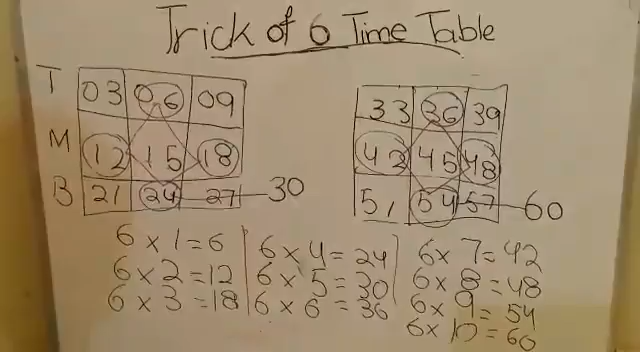 Trick of 6 Time Table
T 03 06 09 33 36 39
M 12 15 18 42 45 48
B 21 24 27 30 51 54 57 60
6 x 1 = 6 6 x 4 = 24 6 x 7 = 42
6 x 2 = 12 6 x 5 = 30 6 x 8 = 48
6 x 3 = 18 6 x 6 = 36 6 x 9 = 54
6 x 10 = 60